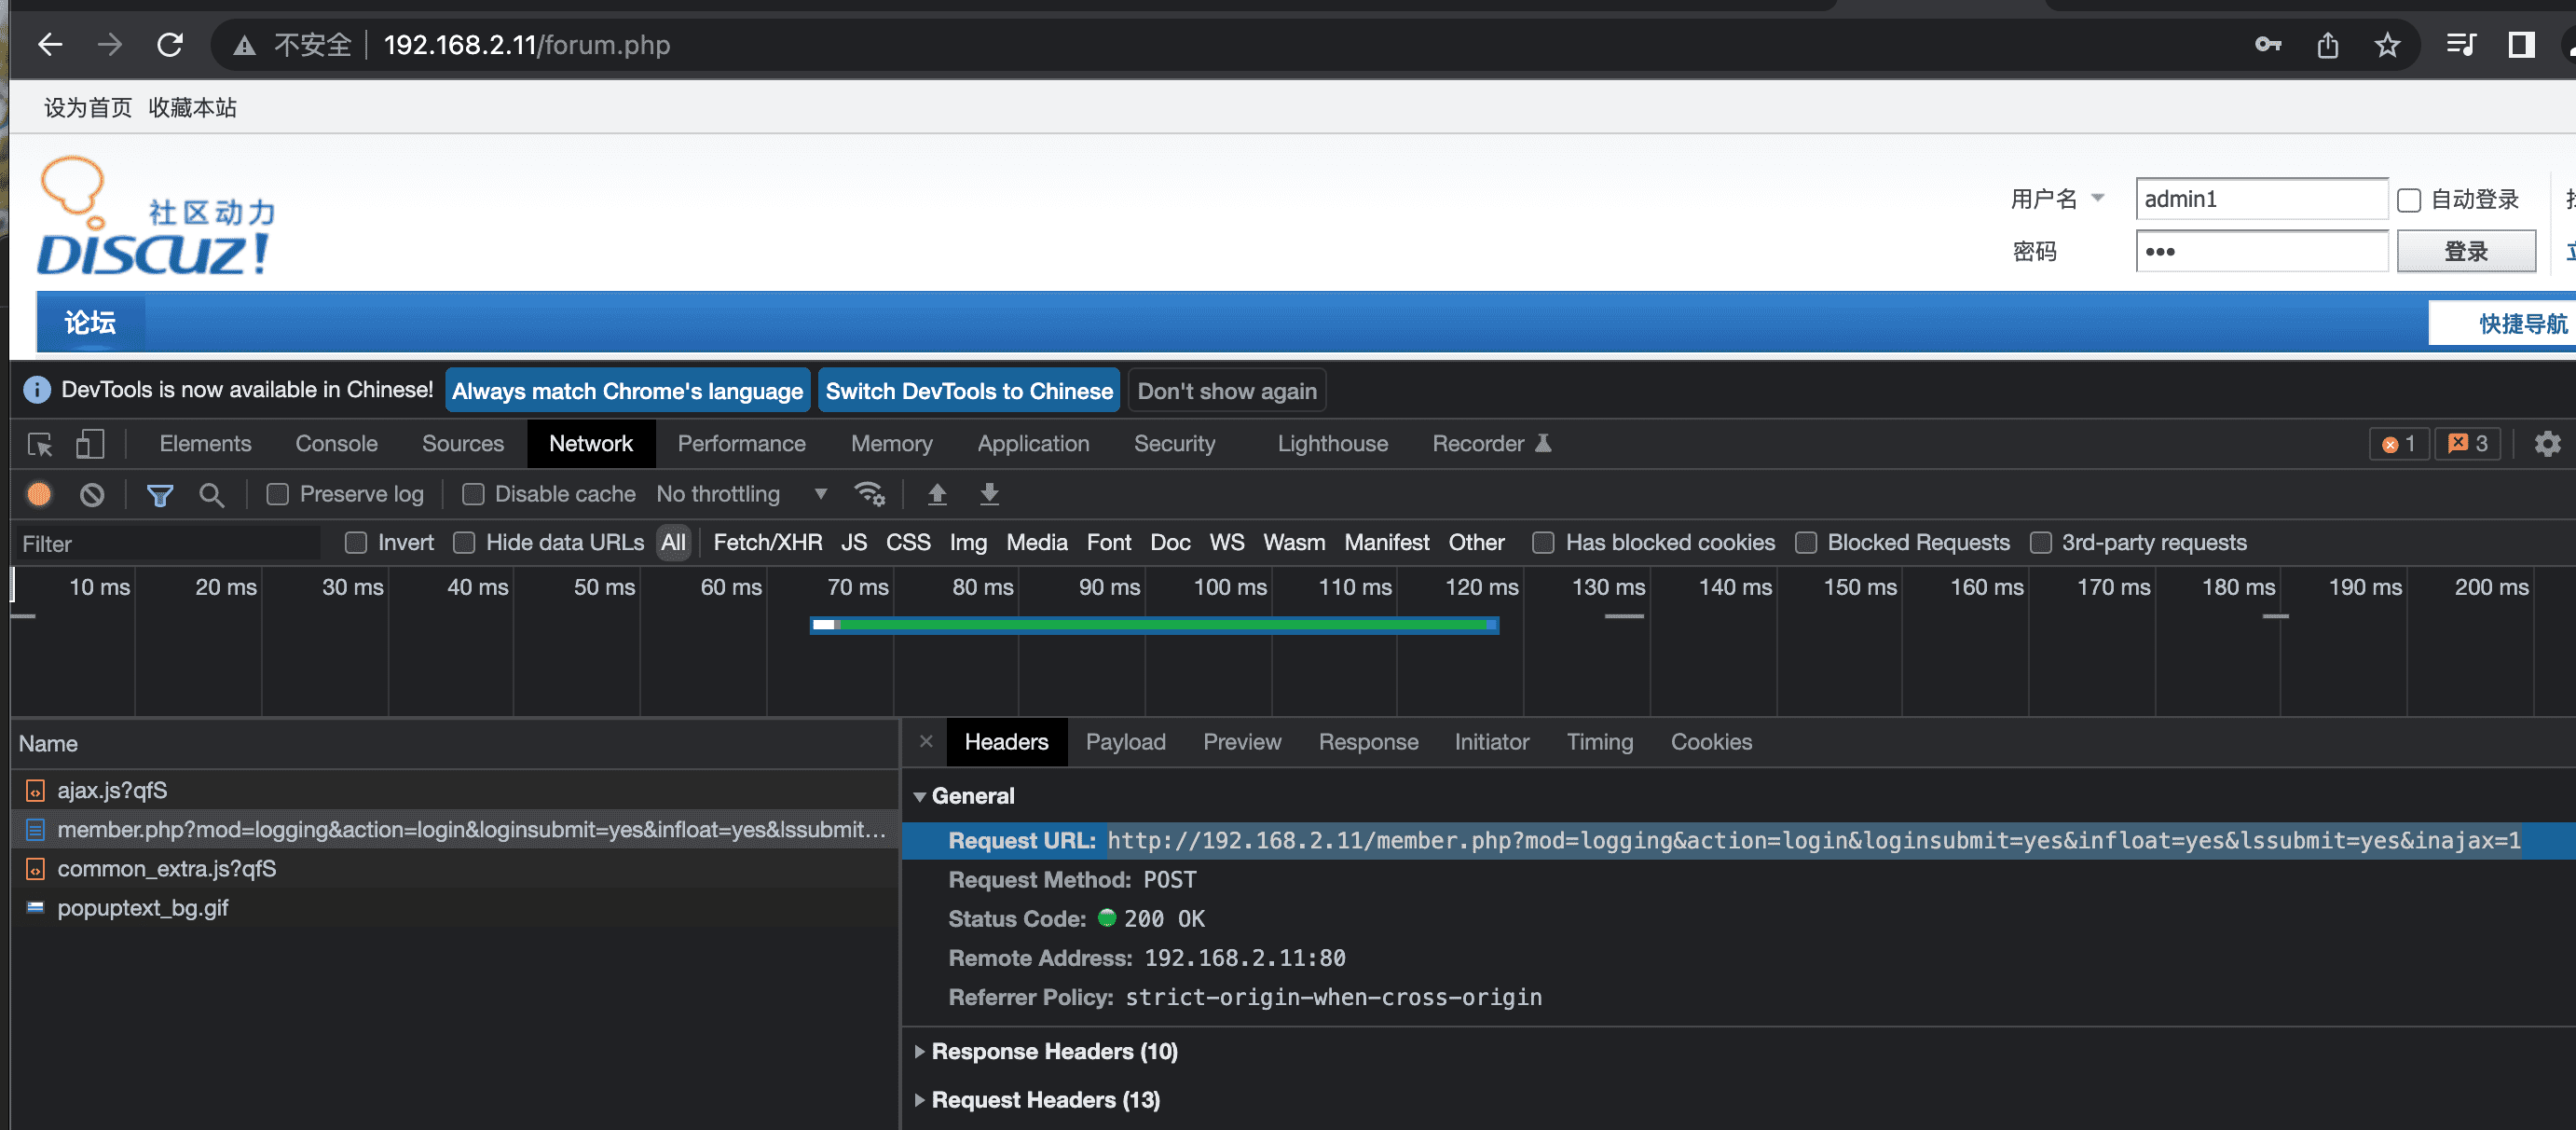 不安全 192.168.2.11/forum.php
设为首页 收藏本站
社区动力
DISCUZ!
用户名 admin1 自动登录
密码 ••• 登录
论坛
快捷导航
DevTools is now available in Chinese! Always match Chrome's language Switch DevTools to Chinese Don't show again
Elements Console Sources Network Performance Memory Application Security Lighthouse Recorder 1 3
Preserve log Disable cache No throttling
Filter Invert Hide data URLs All Fetch/XHR JS CSS Img Media Font Doc WS Wasm Manifest Other Has blocked cookies Blocked Requests 3rd-party requests
10 ms 20 ms 30 ms 40 ms 50 ms 60 ms 70 ms 80 ms 90 ms 100 ms 110 ms 120 ms 130 ms 140 ms 150 ms 160 ms 170 ms 180 ms 190 ms 200 ms
Name
ajax.js?qfS
member.php?mod=logging&action=login&loginsubmit=yes&infloat=yes&lssubmit…
common_extra.js?qfS
popuptext_bg.gif
Headers Payload Preview Response Initiator Timing Cookies
General
Request URL: http://192.168.2.11/member.php?mod=logging&action=login&loginsubmit=yes&infloat=yes&lssubmit=yes&inajax=1
Request Method: POST
Status Code: 200 OK
Remote Address: 192.168.2.11:80
Referrer Policy: strict-origin-when-cross-origin
Response Headers (10)
Request Headers (13)